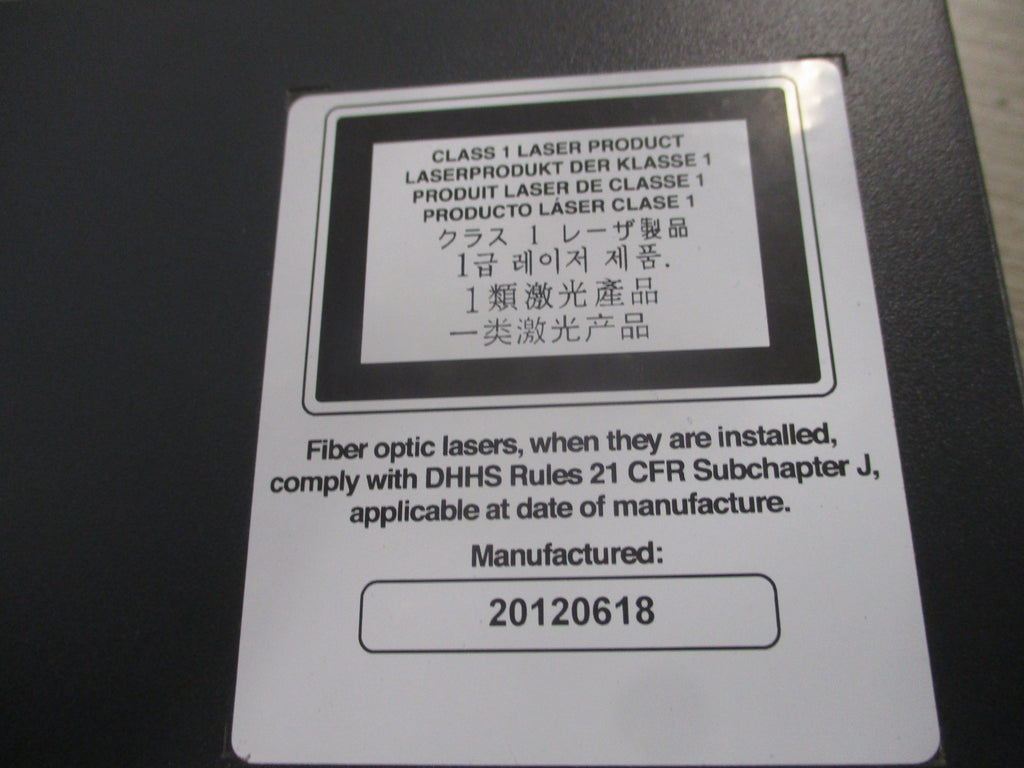 CLASS 1 LASER PRODUCT
LASERPRODUKT DER KLASSE 1
PRODUIT LASER DE CLASSE 1
PRODUCTO LÁSER CLASE 1
クラス 1 レーザ製品
1급 레이저 제품.
1類激光產品
一类激光产品
Fiber optic lasers, when they are installed,
comply with DHHS Rules 21 CFR Subchapter J,
applicable at date of manufacture.
Manufactured:
20120618